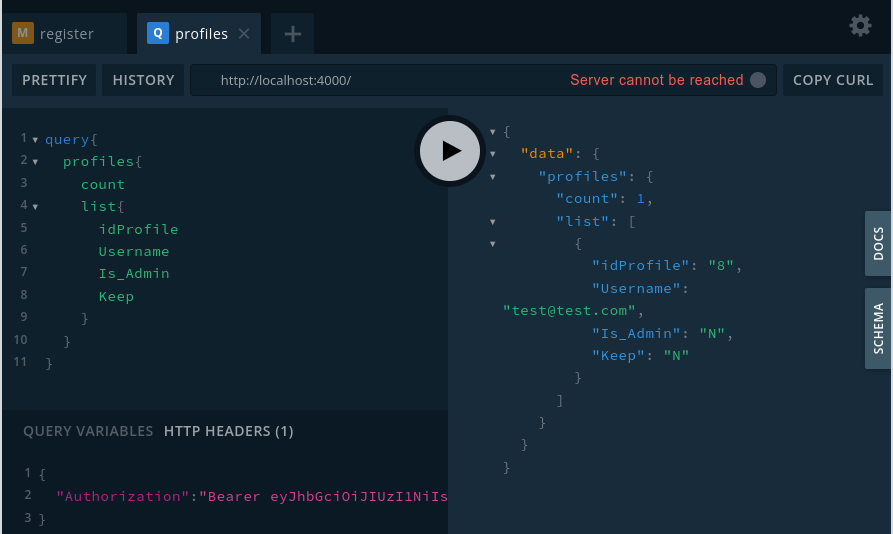 M register
Q profiles × +
PRETTIFY HISTORY http://localhost:4000/ Server cannot be reached COPY CURL
1 query{
2 profiles{
3 count
4 list{
5 idProfile
6 Username
7 Is_Admin
8 Keep
9 }
10 }
11 }
{
"data": {
"profiles": {
"count": 1,
"list": [
{
"idProfile": "8",
"Username":
"test@test.com",
"Is_Admin": "N",
"Keep": "N"
}
]
}
}
}
DOCS
SCHEMA
QUERY VARIABLES HTTP HEADERS (1)
1 {
2 "Authorization":"Bearer eyJhbGciOiJIUzI1NiIs
3 }